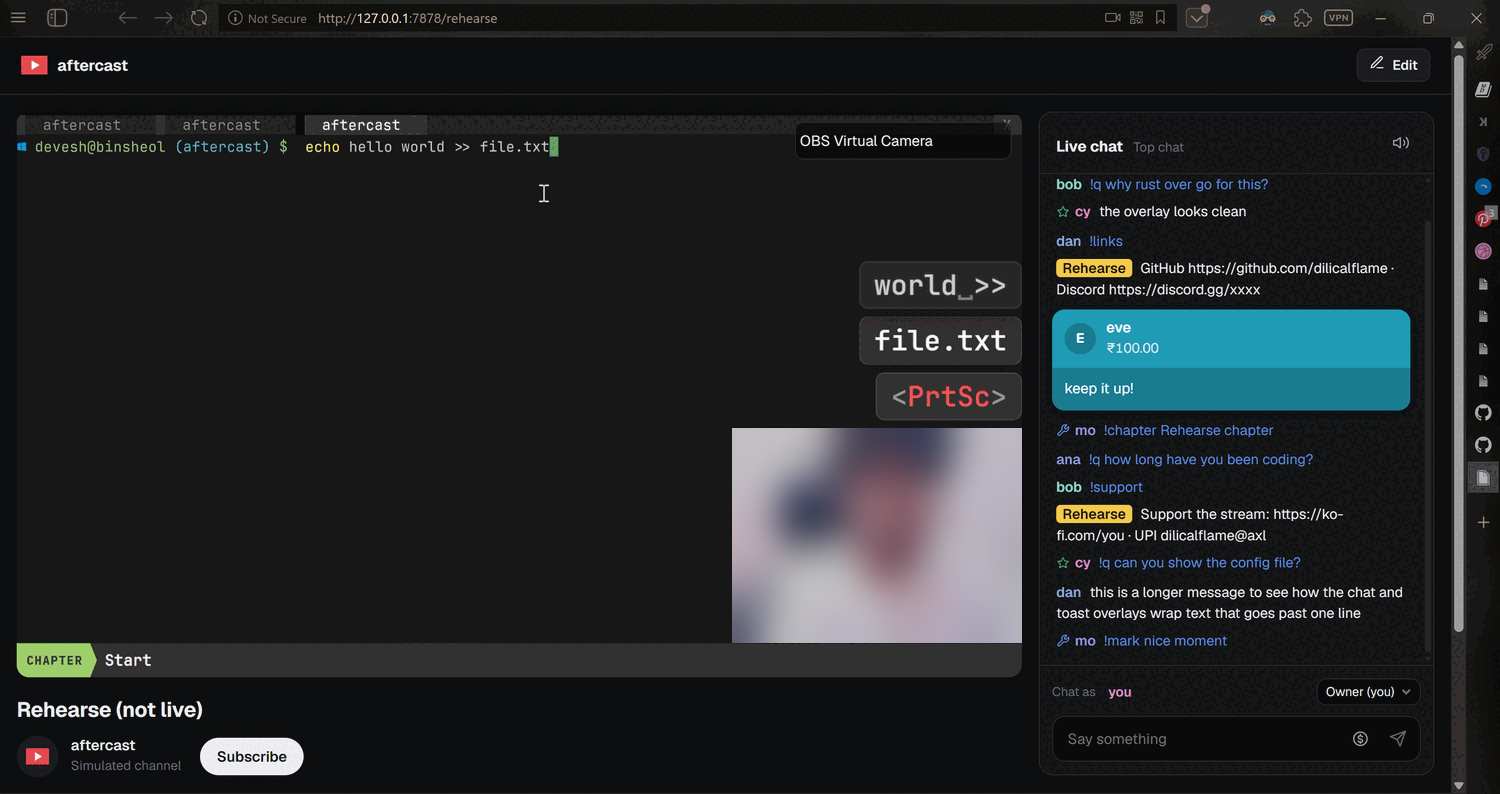 Not Secure http://127.0.0.1:7878/rehearse
VPN
aftercast
Edit
aftercast aftercast aftercast x
devesh@binsheol (aftercast) $ echo hello world >> file.txt
OBS Virtual Camera
world_>>
file.txt
<PrtSc>
CHAPTER Start
Rehearse (not live)
aftercast
Simulated channel
Subscribe
Live chat Top chat
bob !q why rust over go for this?
cy the overlay looks clean
dan !links
Rehearse GitHub https://github.com/dilicalflame ·
Discord https://discord.gg/xxxx
E
eve
₹100.00
keep it up!
mo !chapter Rehearse chapter
ana !q how long have you been coding?
bob !support
Rehearse Support the stream: https://ko-
fi.com/you · UPI dilicalflame@axl
cy !q can you show the config file?
dan this is a longer message to see how the chat and
toast overlays wrap text that goes past one line
mo !mark nice moment
Chat as you
Owner (you)
Say something
3